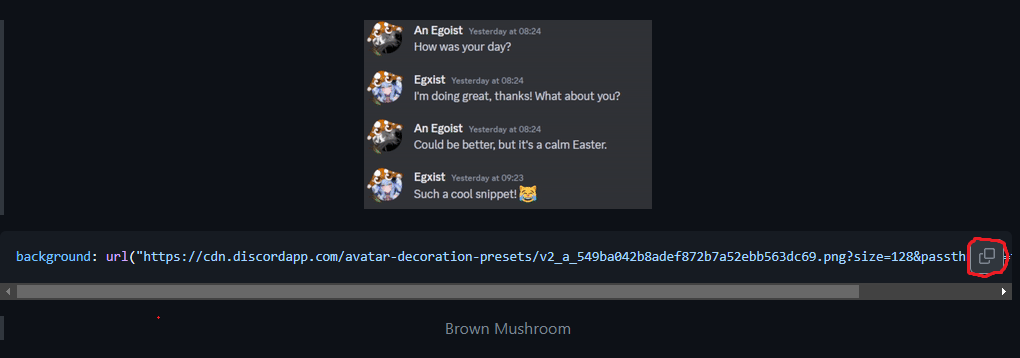 An Egoist Yesterday at 08:24
How was your day?
Egxist Yesterday at 08:24
I'm doing great, thanks! What about you?
An Egoist Yesterday at 08:24
Could be better, but it's a calm Easter.
Egxist Yesterday at 09:23
Such a cool snippet! 😹
background: url("https://cdn.discordapp.com/avatar-decoration-presets/v2_a_549ba042b8adef872b7a52ebb563dc69.png?size=128&passth
Brown Mushroom